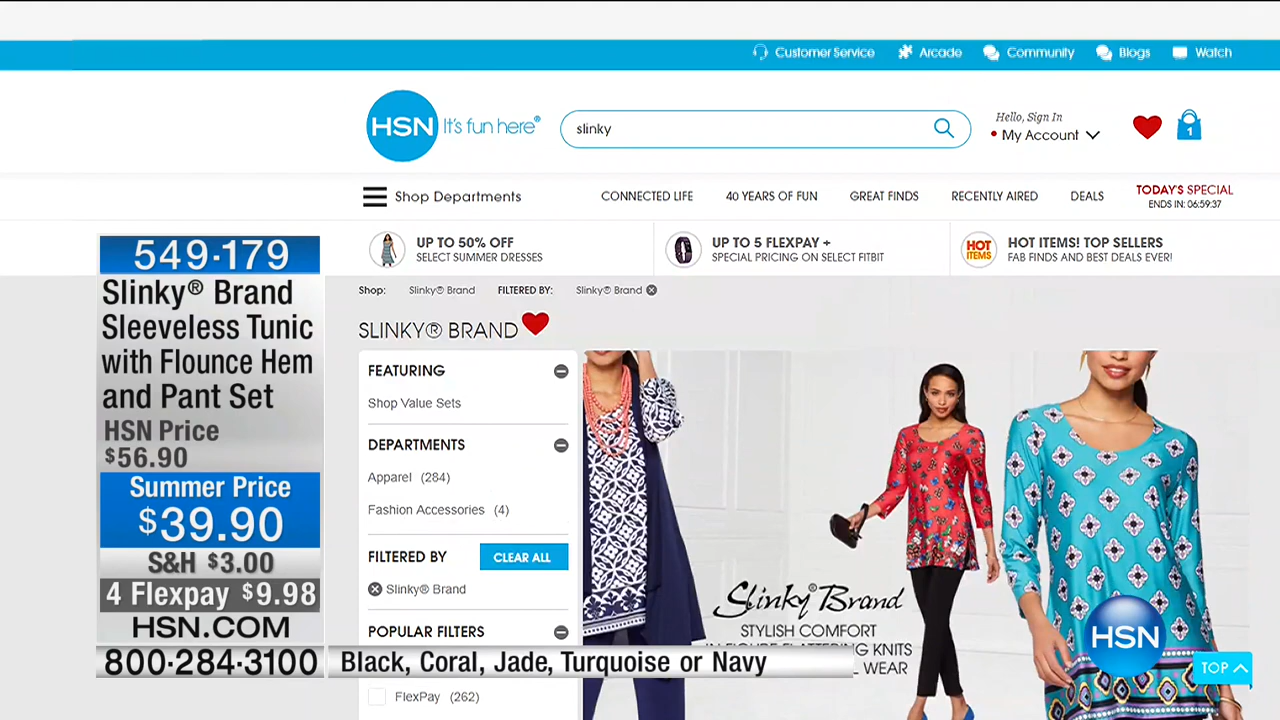 Customer Service
Arcade
Community
Blogs
Watch
HSN
It's fun here®
slinky
Hello, Sign In
My Account
1
Shop Departments
CONNECTED LIFE
40 YEARS OF FUN
GREAT FINDS
RECENTLY AIRED
DEALS
TODAY'S SPECIAL
ENDS IN: 06:59:37
UP TO 50% OFF
SELECT SUMMER DRESSES
UP TO 5 FLEXPAY +
SPECIAL PRICING ON SELECT FITBIT
HOT
ITEMS
HOT ITEMS! TOP SELLERS
FAB FINDS AND BEST DEALS EVER!
549·179
Slinky® Brand
Sleeveless Tunic
with Flounce Hem
and Pant Set
HSN Price
$56.90
Summer Price
$39.90
S&H $3.00
4 Flexpay $9.98
HSN.COM
800·284·3100
Black, Coral, Jade, Turquoise or Navy
Shop: Slinky® Brand FILTERED BY: Slinky® Brand
SLINKY® BRAND
FEATURING
Shop Value Sets
DEPARTMENTS
Apparel (284)
Fashion Accessories (4)
FILTERED BY
CLEAR ALL
Slinky® Brand
POPULAR FILTERS
FlexPay (262)
Slinky® Brand
STYLISH COMFORT
FLATTERING KNITS
WEAR
HSN
TOP